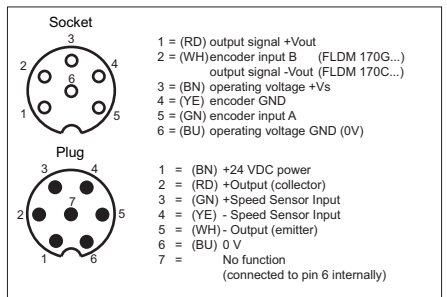 Socket
3
2
4
6
1
5
1 = (RD) output signal +Vout
2 = (WH) encoder input B (FLDM 170G...)
output signal -Vout (FLDM 170C...)
3 = (BN) operating voltage +Vs
4 = (YE) encoder GND
5 = (GN) encoder input A
6 = (BU) operating voltage GND (0V)
Plug
3 4
7
2 5
1 6
1 = (BN) +24 VDC power
2 = (RD) +Output (collector)
3 = (GN) +Speed Sensor Input
4 = (YE) - Speed Sensor Input
5 = (WH) - Output (emitter)
6 = (BU) 0 V
7 = No function
(connected to pin 6 internally)